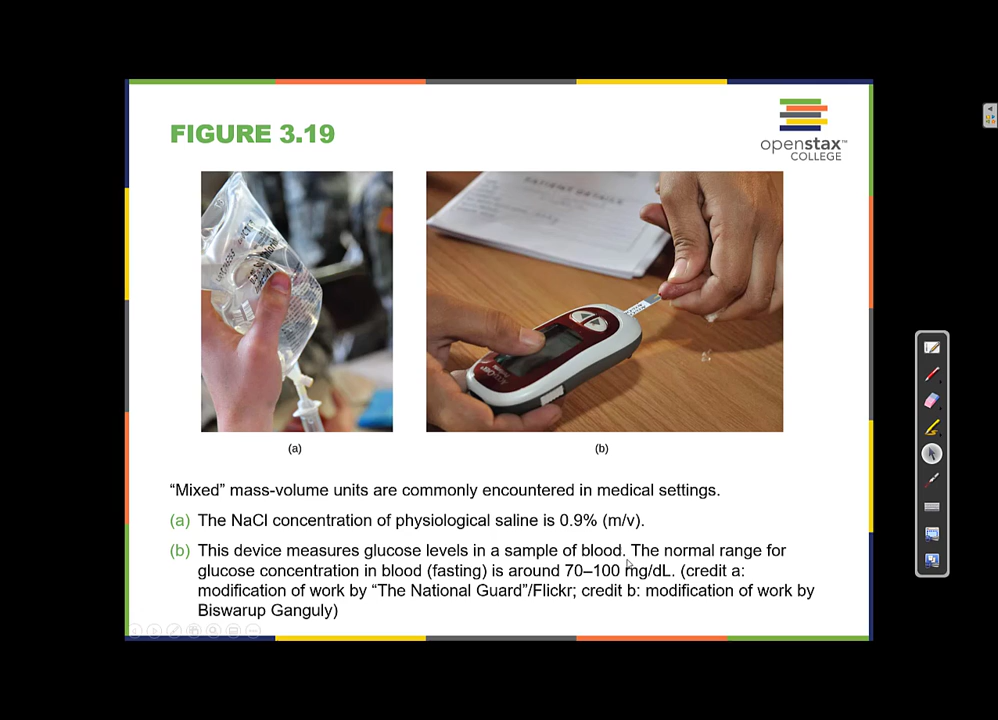 FIGURE 3.19
openstax™
COLLEGE
PATIENT DETAILS
(a)
(b)
“Mixed” mass-volume units are commonly encountered in medical settings.
(a) The NaCl concentration of physiological saline is 0.9% (m/v).
(b) This device measures glucose levels in a sample of blood. The normal range for
glucose concentration in blood (fasting) is around 70–100 mg/dL. (credit a:
modification of work by “The National Guard”/Flickr; credit b: modification of work by
Biswarup Ganguly)